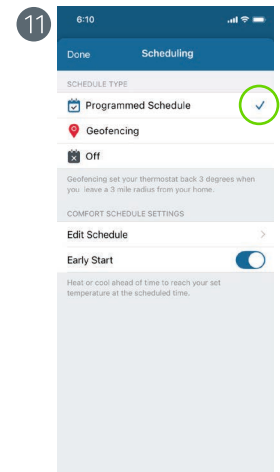 11
6:10
Done
Scheduling
SCHEDULE TYPE
Programmed Schedule
Geofencing
Off
Geofencing set your thermostat back 3 degrees when
you leave a 3 mile radius from your home.
COMFORT SCHEDULE SETTINGS
Edit Schedule
Early Start
Heat or cool ahead of time to reach your set
temperature at the scheduled time.